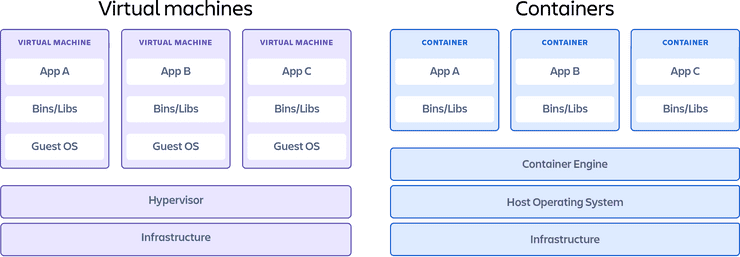 Virtual machines
VIRTUAL MACHINE
App A
Bins/Libs
Guest OS
VIRTUAL MACHINE
App B
Bins/Libs
Guest OS
VIRTUAL MACHINE
App C
Bins/Libs
Guest OS
Hypervisor
Infrastructure
Containers
CONTAINER
App A
Bins/Libs
CONTAINER
App B
Bins/Libs
CONTAINER
App C
Bins/Libs
Container Engine
Host Operating System
Infrastructure